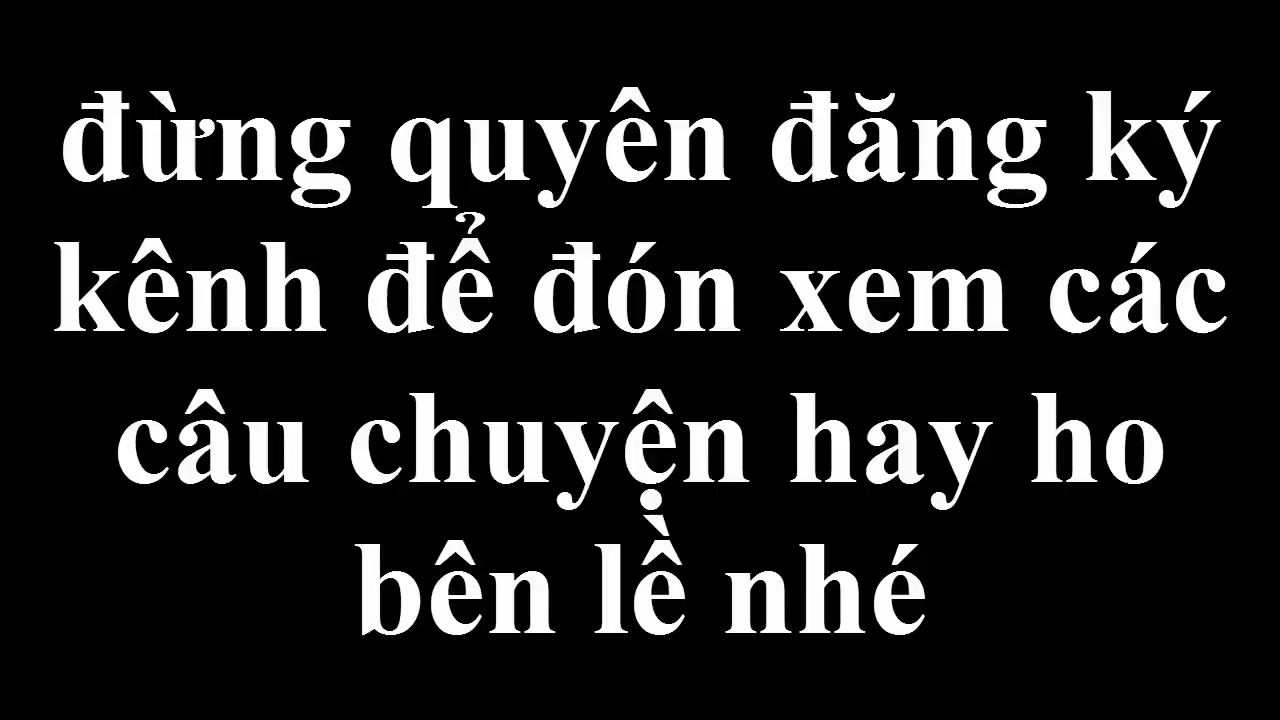 đừng quyên đăng ký
kênh để đón xem các
câu chuyện hay ho
bên lề nhé